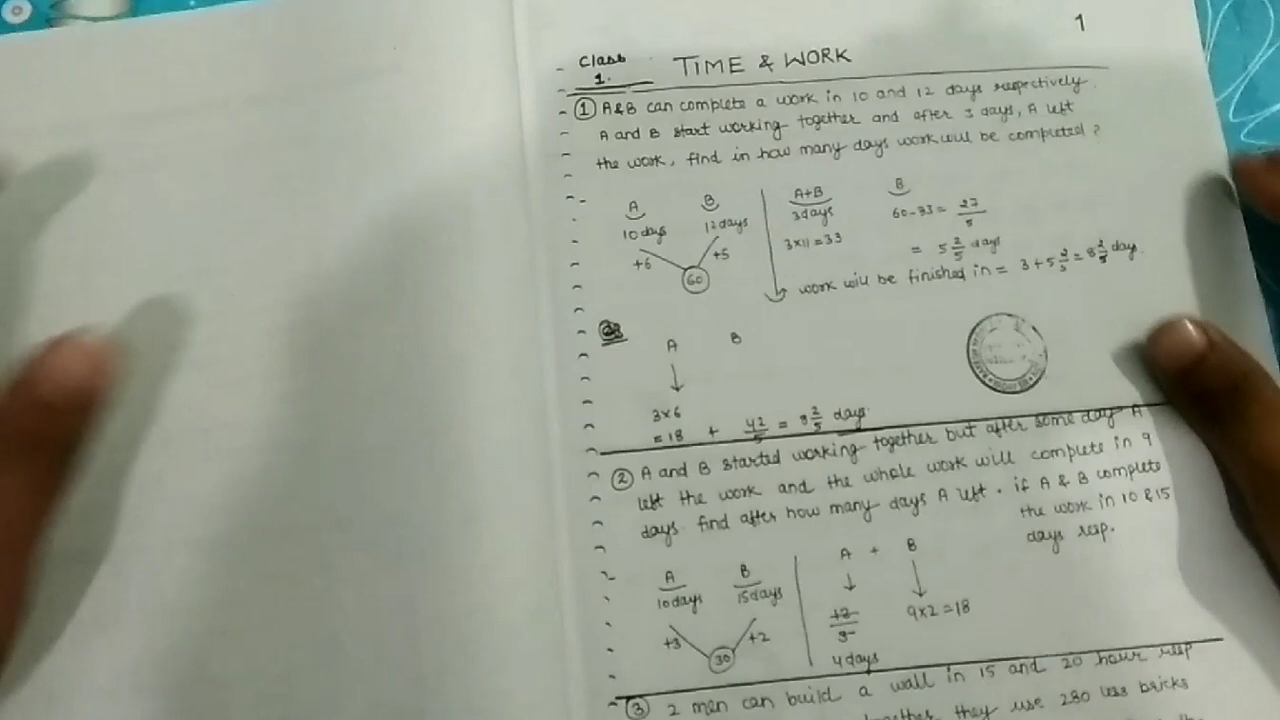 1
Class
1.
TIME & WORK
① A&B can complete a work in 10 and 12 days respectively.
A and B start working together and after 3 days, A left
the work, find in how many days work will be completed?
A B
10 days 12 days
+6 +5
60
A+B
3 days
3×11=33
B
60-33= 27/5
= 5 2/5 days
work will be finished in = 3+5 2/5 = 8 2/5 days.
A B
3×6
=18 + 42/5 = 8 2/5 days.
② A and B started working together but after some day A
left the work and the whole work will complete in 9
days. find after how many days A left. if A & B complete
the work in 10 & 15
days resp.
A B
10 days 15 days
+3 +2
30
A + B
9×2=18
4 days
③ 2 men can build a wall in 15 and 20 hour resp
together they use 280 less bricks